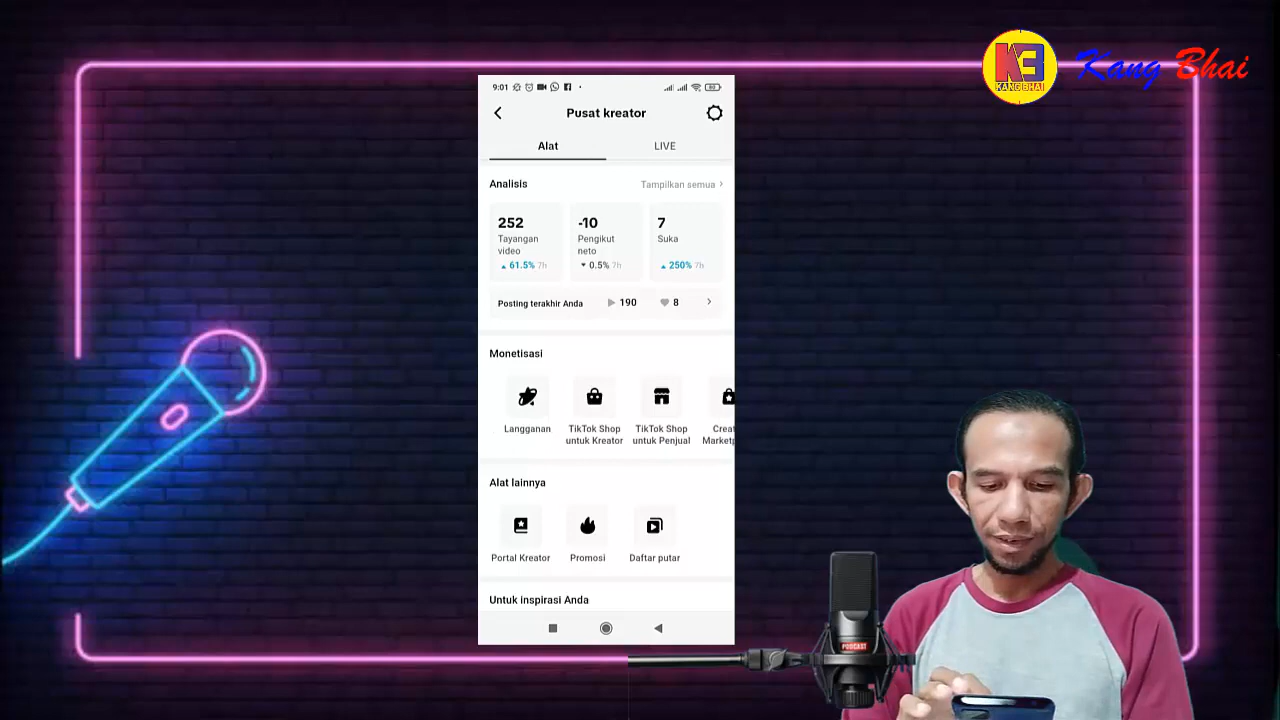 KANG BHAI
Kang Bhai
9:01
Pusat kreator
Alat
LIVE
Analisis
Tampilkan semua
252
Tayangan
video
61.5% 7h
-10
Pengikut
neto
0.5% 7h
7
Suka
250% 7h
Posting terakhir Anda
190
8
Monetisasi
Langganan
TikTok Shop
untuk Kreator
TikTok Shop
untuk Penjual
Creat
Marketp
Alat lainnya
Portal Kreator
Promosi
Daftar putar
Untuk inspirasi Anda
PODCAST